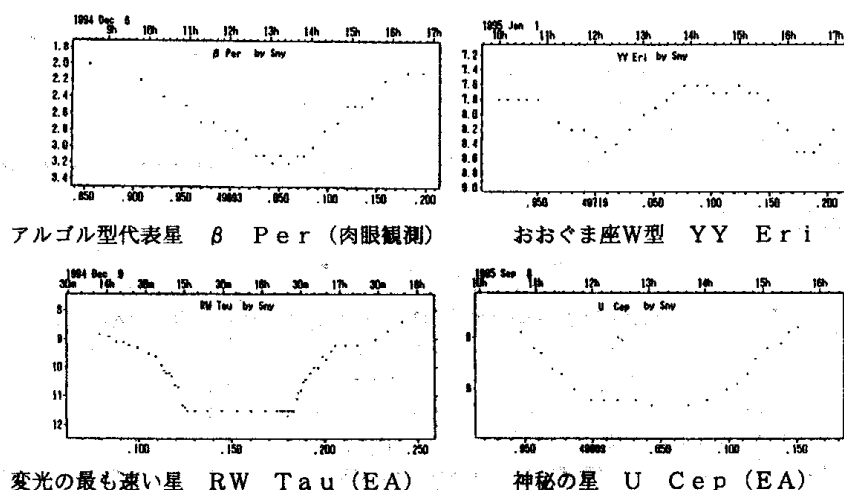 1994 Dec 6
9h 10h 11h 12h 13h 14h 15h 16h 17h
β Per by Sny
1.8
2.0
2.2
2.4
2.6
2.8
3.0
3.2
3.4
.850 .900 .950 49693 .050 .100 .150 .200
アルゴル型代表星 β Per (肉眼観測)
1995 Jan 1
10h 11h 12h 13h 14h 15h 16h 17h
YY Eri by Sny
7.2
7.4
7.6
7.8
8.0
8.2
8.4
8.6
8.8
9.0
.950 49719 .050 .100 .150 .200
おおぐま座W型 YY Eri
1994 Dec 9
30m 14h 30m 15h 30m 16h 30m 17h 30m 18h
RW Tau by Sny
8
9
10
11
12
.100 .150 .200 .250
変光の最も速い星 RW Tau (EA)
1995 Sep 8
10h 11h 12h 13h 14h 15h 16h
U Cep by Sny
.950 .050 .100 .150
神秘の星 U Cep (EA)